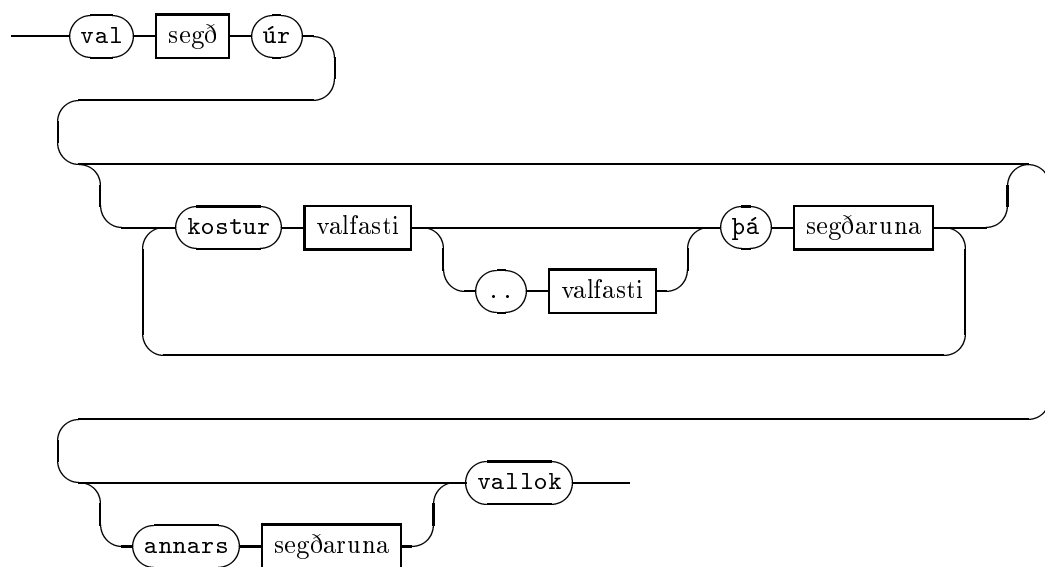 val segð úr
kostur valfasti þá segðaruna
.. valfasti
vallok
annars segðaruna